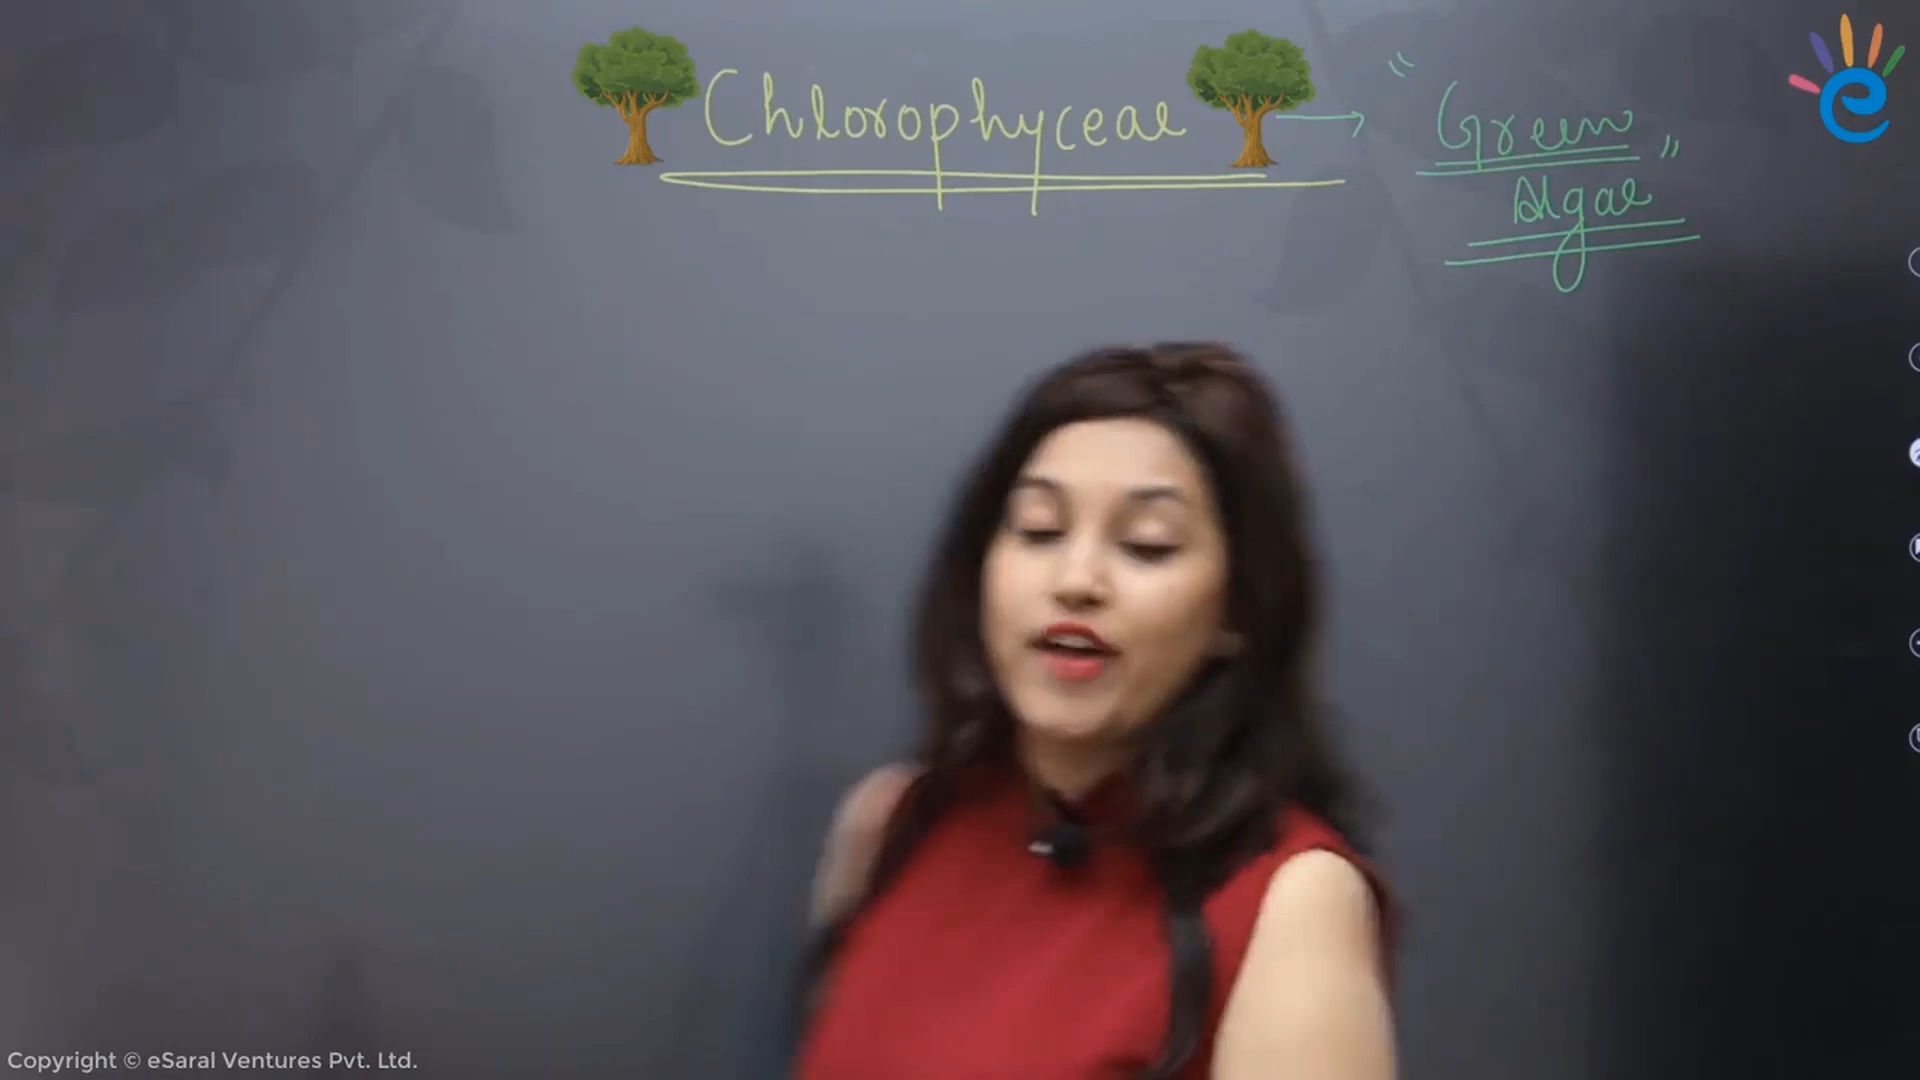 Chlorophyceae
"Green"
Algae
e
Copyright © eSaral Ventures Pvt. Ltd.